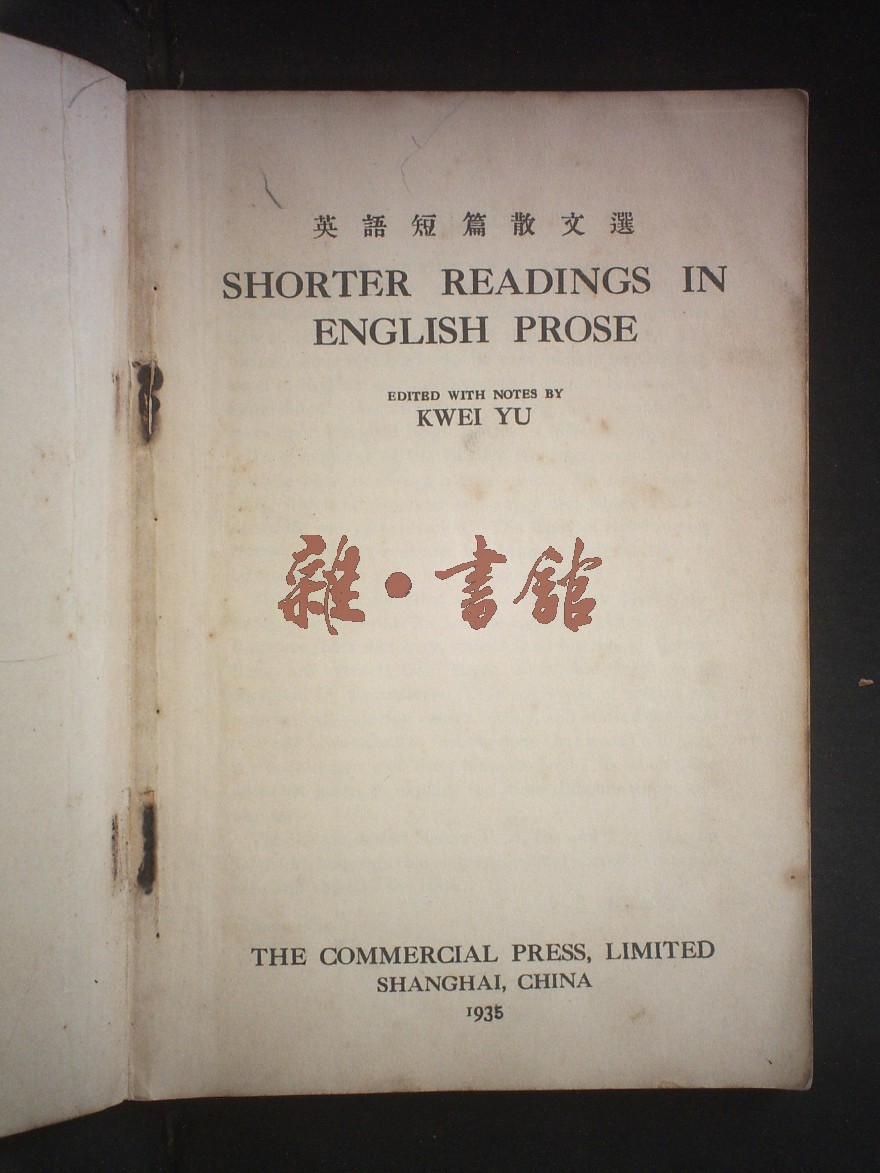 英語短篇散文選
SHORTER READINGS IN
ENGLISH PROSE
EDITED WITH NOTES BY
KWEI YU
雜·書館
THE COMMERCIAL PRESS, LIMITED
SHANGHAI, CHINA
1935